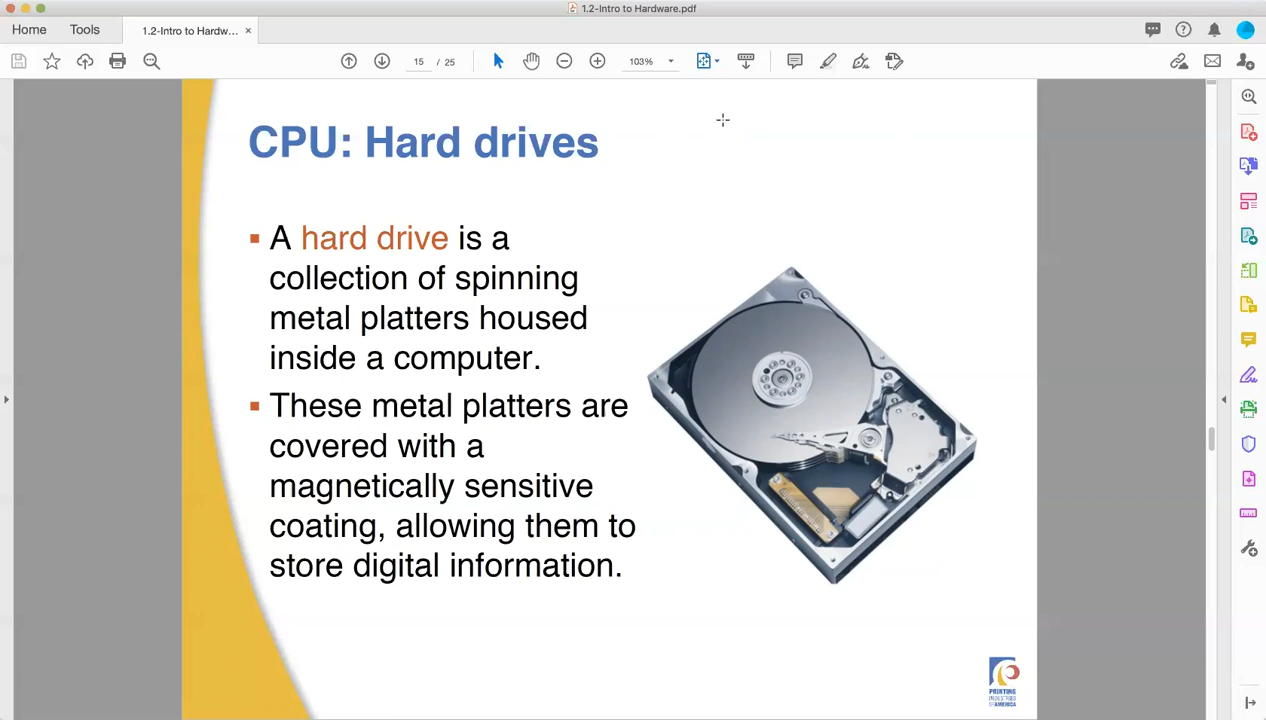 1.2-Intro to Hardware.pdf
Home
Tools
1.2-Intro to Hardw...
15 / 25
103%
CPU: Hard drives
A hard drive is a
collection of spinning
metal platters housed
inside a computer.
These metal platters are
covered with a
magnetically sensitive
coating, allowing them to
store digital information.
PRINTING
INDUSTRIES
OF AMERICA